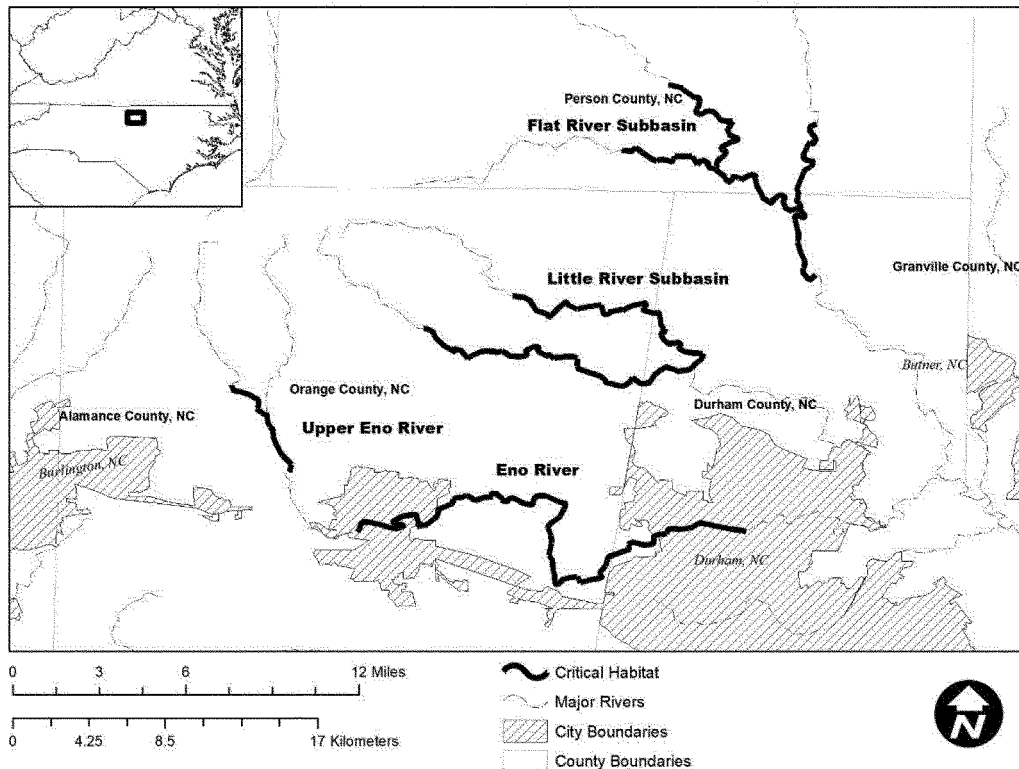 Person County, NC
Flat River Subbasin
Granville County, NC
Little River Subbasin
Butner, NC
Orange County, NC
Durham County, NC
Alamance County, NC
Upper Eno River
Burlington, NC
Eno River
Durham, NC
0 3 6 12 Miles
0 4.25 8.5 17 Kilometers
Critical Habitat
Major Rivers
City Boundaries
County Boundaries
N